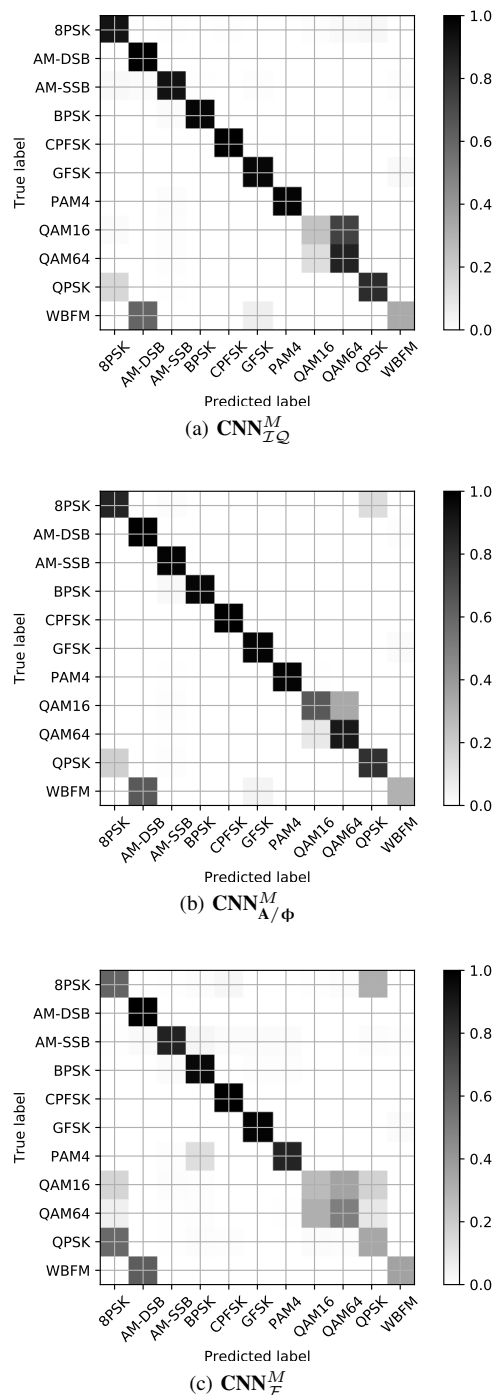 1.0
8PSK
AM-DSB
0.8
AM-SSB
BPSK
CPFSK
0.6
True label
GFSK
PAM4
0.4
QAM16
QAM64
0.2
QPSK
WBFM
0.0
8PSK AM-DSB AM-SSB BPSK CPFSK GFSK PAM4 QAM16 QAM64 QPSK WBFM
Predicted label
(a) CNN^M_IQ
1.0
8PSK
AM-DSB
0.8
AM-SSB
BPSK
CPFSK
0.6
True label
GFSK
PAM4
0.4
QAM16
QAM64
0.2
QPSK
WBFM
0.0
8PSK AM-DSB AM-SSB BPSK CPFSK GFSK PAM4 QAM16 QAM64 QPSK WBFM
Predicted label
(b) CNN^M_A/ϕ
1.0
8PSK
AM-DSB
0.8
AM-SSB
BPSK
CPFSK
0.6
True label
GFSK
PAM4
0.4
QAM16
QAM64
0.2
QPSK
WBFM
0.0
8PSK AM-DSB AM-SSB BPSK CPFSK GFSK PAM4 QAM16 QAM64 QPSK WBFM
Predicted label
(c) CNN^M_F